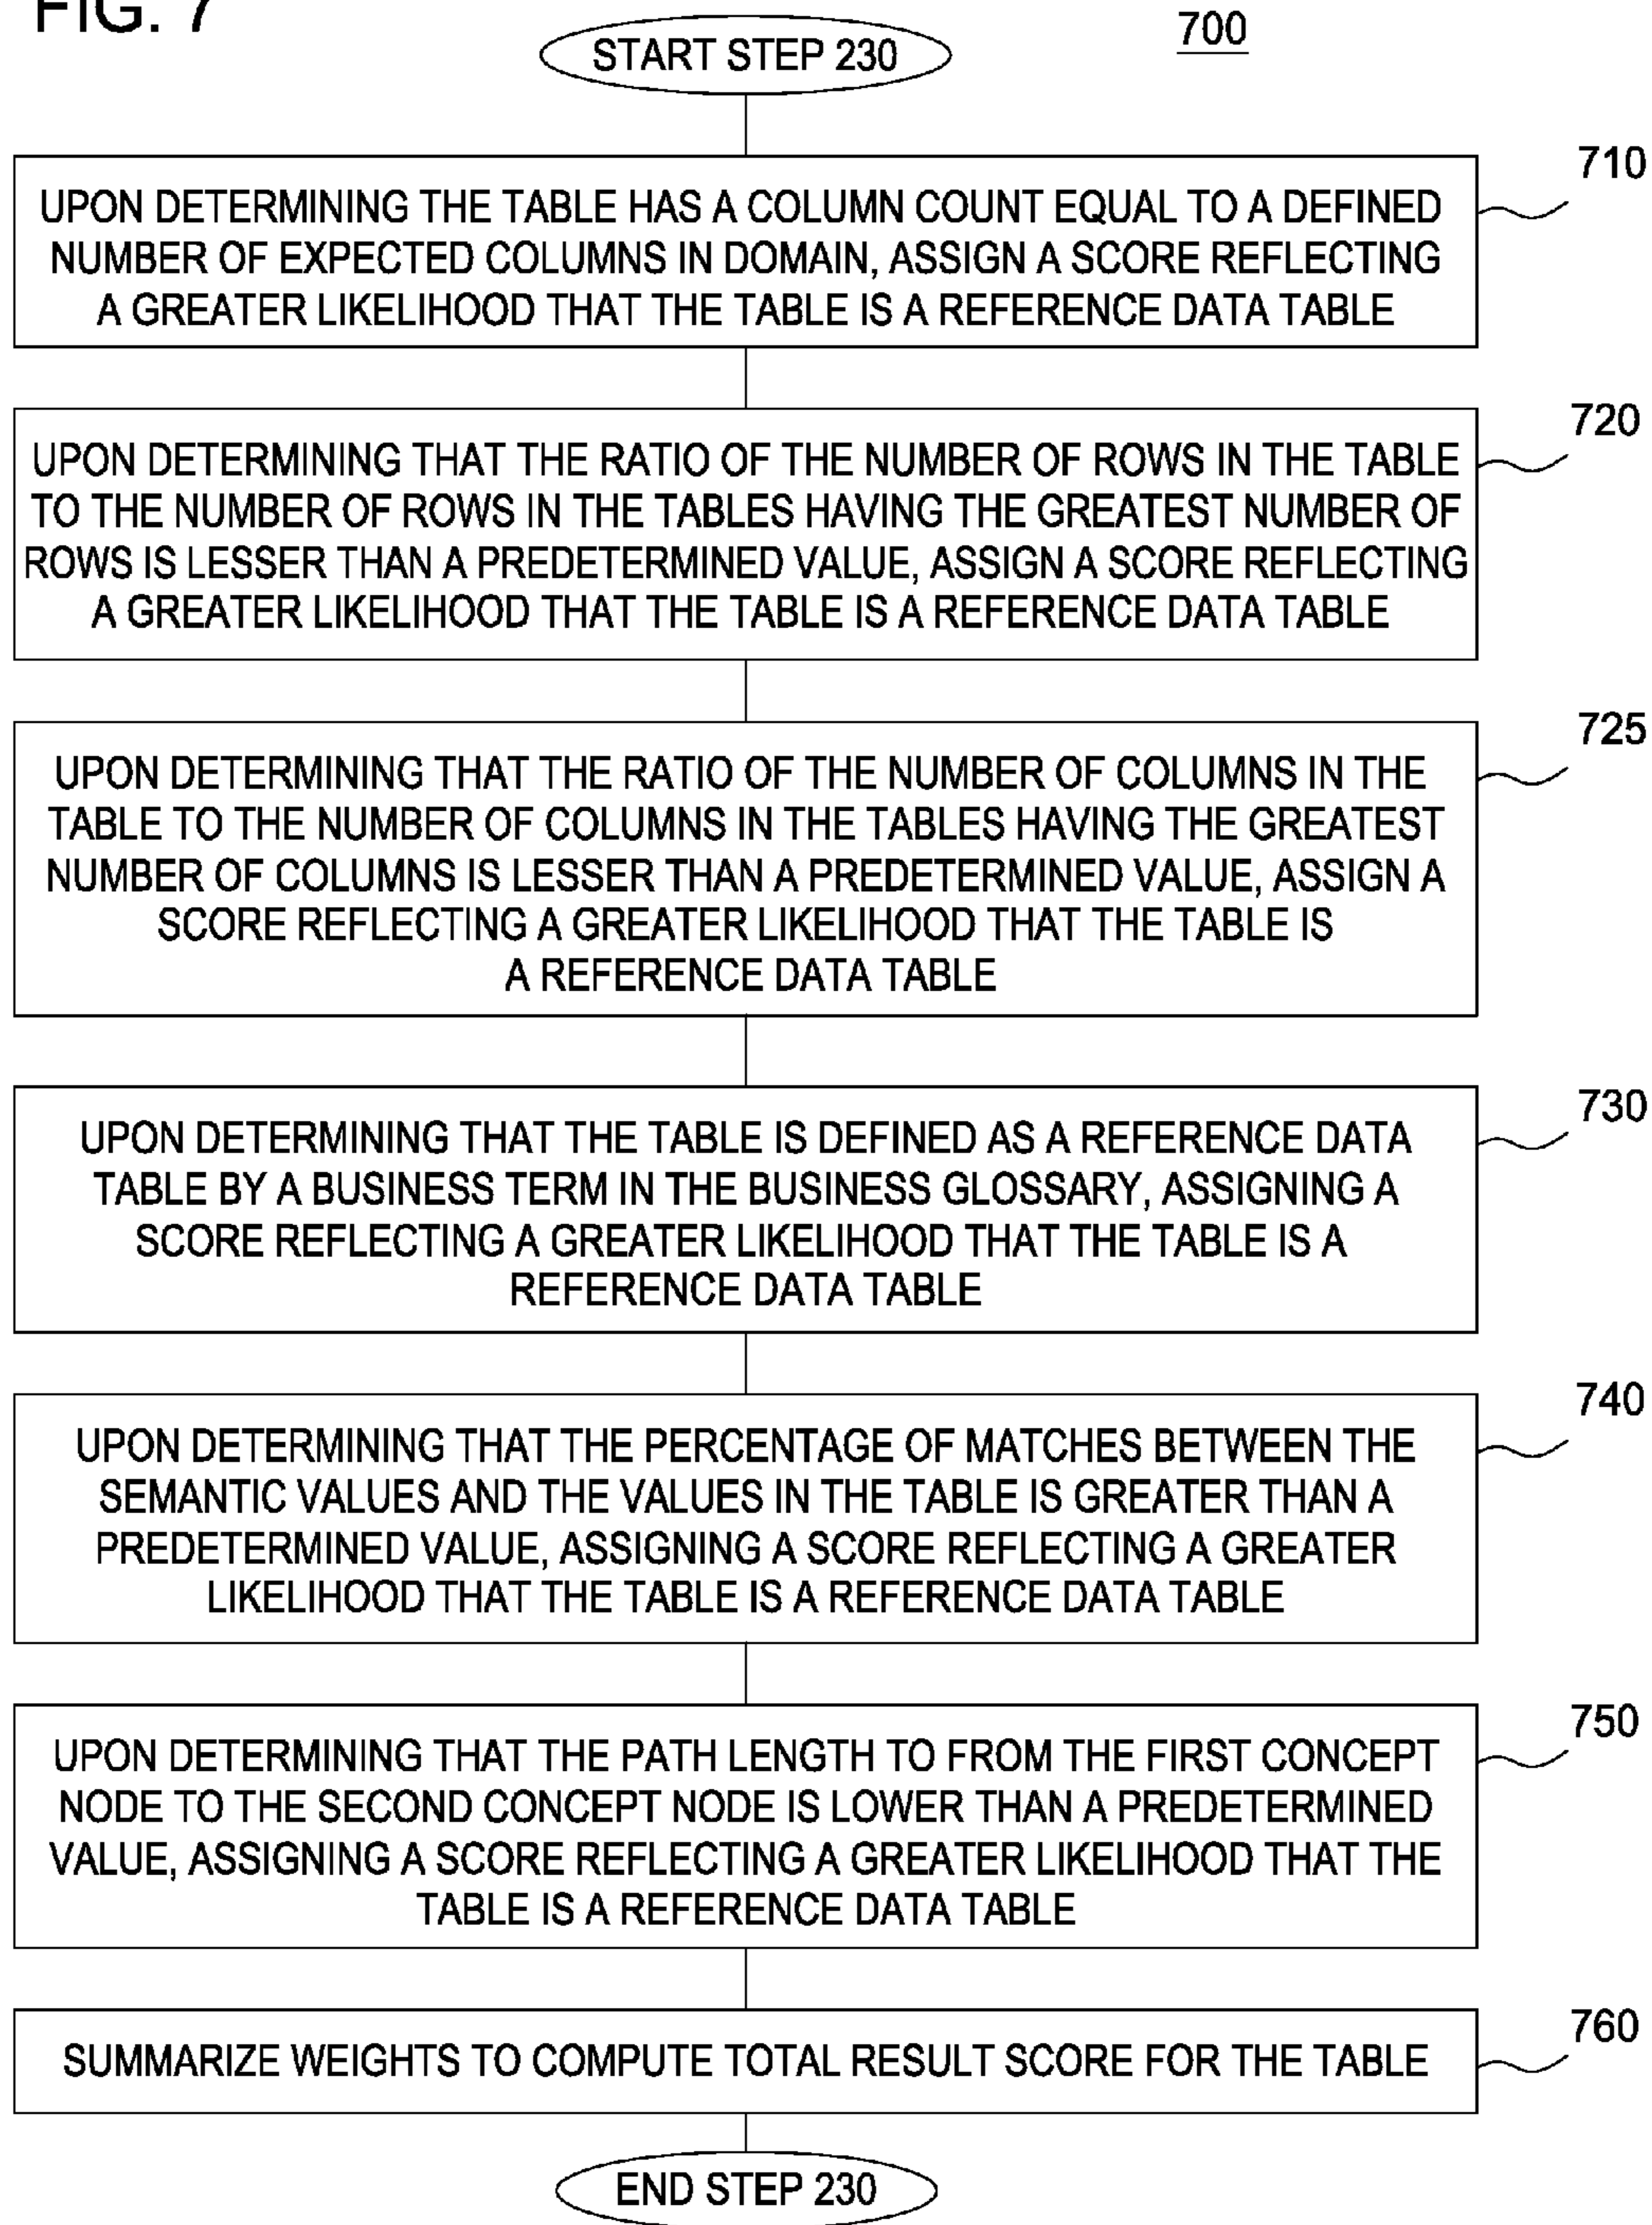 FIG. 7
700
START STEP 230
710
UPON DETERMINING THE TABLE HAS A COLUMN COUNT EQUAL TO A DEFINED
NUMBER OF EXPECTED COLUMNS IN DOMAIN, ASSIGN A SCORE REFLECTING
A GREATER LIKELIHOOD THAT THE TABLE IS A REFERENCE DATA TABLE
720
UPON DETERMINING THAT THE RATIO OF THE NUMBER OF ROWS IN THE TABLE
TO THE NUMBER OF ROWS IN THE TABLES HAVING THE GREATEST NUMBER OF
ROWS IS LESSER THAN A PREDETERMINED VALUE, ASSIGN A SCORE REFLECTING
A GREATER LIKELIHOOD THAT THE TABLE IS A REFERENCE DATA TABLE
725
UPON DETERMINING THAT THE RATIO OF THE NUMBER OF COLUMNS IN THE
TABLE TO THE NUMBER OF COLUMNS IN THE TABLES HAVING THE GREATEST
NUMBER OF COLUMNS IS LESSER THAN A PREDETERMINED VALUE, ASSIGN A
SCORE REFLECTING A GREATER LIKELIHOOD THAT THE TABLE IS
A REFERENCE DATA TABLE
730
UPON DETERMINING THAT THE TABLE IS DEFINED AS A REFERENCE DATA
TABLE BY A BUSINESS TERM IN THE BUSINESS GLOSSARY, ASSIGNING A
SCORE REFLECTING A GREATER LIKELIHOOD THAT THE TABLE IS A
REFERENCE DATA TABLE
740
UPON DETERMINING THAT THE PERCENTAGE OF MATCHES BETWEEN THE
SEMANTIC VALUES AND THE VALUES IN THE TABLE IS GREATER THAN A
PREDETERMINED VALUE, ASSIGNING A SCORE REFLECTING A GREATER
LIKELIHOOD THAT THE TABLE IS A REFERENCE DATA TABLE
750
UPON DETERMINING THAT THE PATH LENGTH TO FROM THE FIRST CONCEPT
NODE TO THE SECOND CONCEPT NODE IS LOWER THAN A PREDETERMINED
VALUE, ASSIGNING A SCORE REFLECTING A GREATER LIKELIHOOD THAT THE
TABLE IS A REFERENCE DATA TABLE
760
SUMMARIZE WEIGHTS TO COMPUTE TOTAL RESULT SCORE FOR THE TABLE
END STEP 230